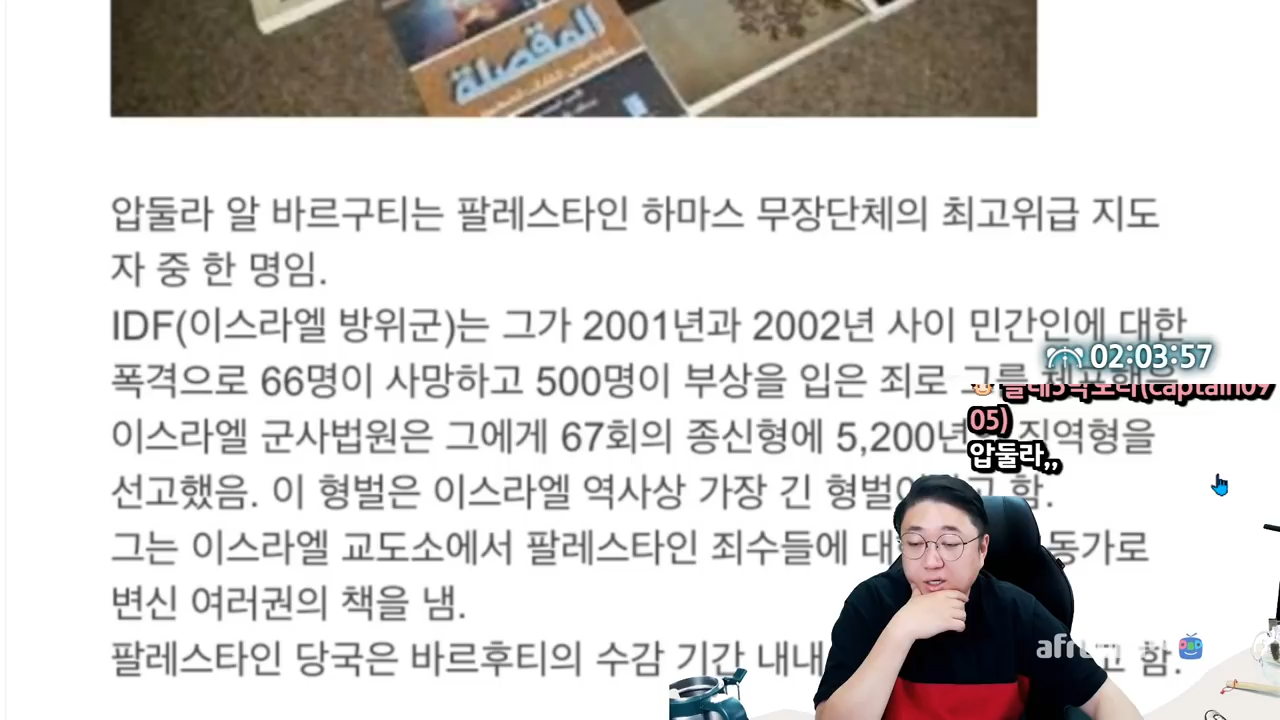 المقصلة
압둘라 알 바르구티는 팔레스타인 하마스 무장단체의 최고위급 지도
자 중 한 명임.
IDF(이스라엘 방위군)는 그가 2001년과 2002년 사이 민간인에 대한
02:03:57
폭격으로 66명이 사망하고 500명이 부상을 입은 죄로 그를
05)
이스라엘 군사법원은 그에게 67회의 종신형에 5,200년의 징역형을
압둘라,,
선고했음. 이 형벌은 이스라엘 역사상 가장 긴 함.
그는 이스라엘 교도소에서 팔레스타인 죄수들에 동가로
변신 여러권의 책을 냄.
팔레스타인 당국은 바르후티의 수감 기간 내내 함.